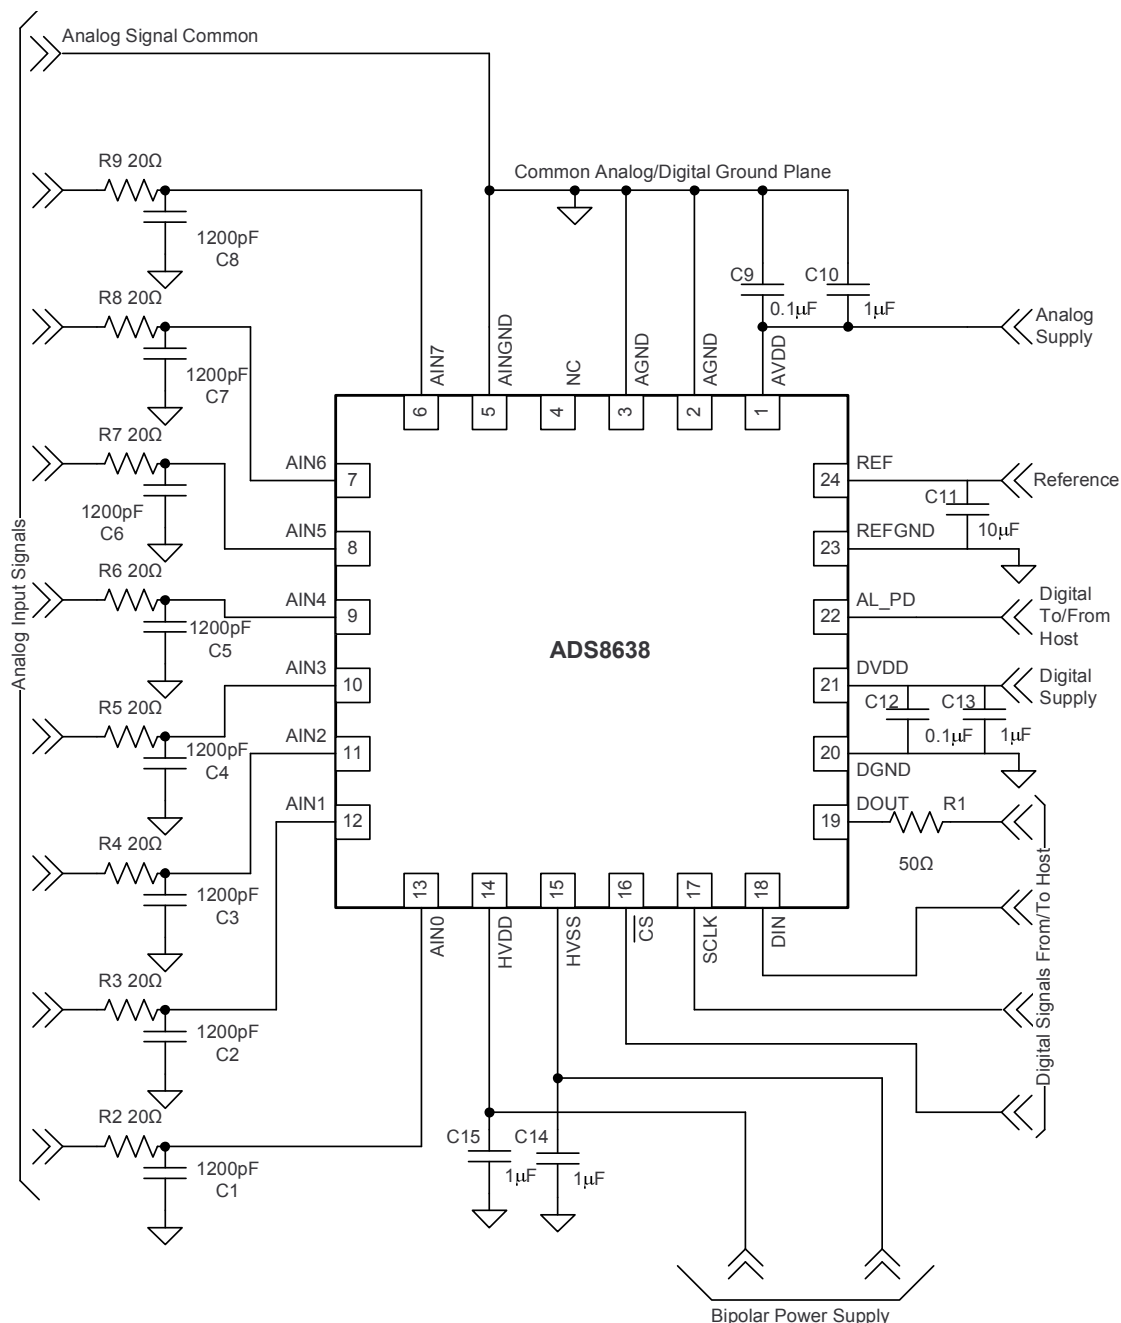 Analog Signal Common
R9 20Ω
1200pF
C8
Common Analog/Digital Ground Plane
C9
0.1μF
C10
1μF
Analog
Supply
R8 20Ω
1200pF
C7
AIN7
AINGND
NC
AGND
AGND
AVDD
6
5
4
3
2
1
R7 20Ω
1200pF
C6
AIN6
7
AIN5
8
R6 20Ω
1200pF
C5
AIN4
9
AIN3
10
R5 20Ω
1200pF
C4
AIN2
11
AIN1
12
R4 20Ω
1200pF
C3
R3 20Ω
1200pF
C2
R2 20Ω
1200pF
C1
Analog Input Signals
ADS8638
24
REF
Reference
C11
10μF
23
REFGND
22
AL_PD
Digital
To/From
Host
21
DVDD
Digital
Supply
C12
0.1μF
C13
1μF
20
DGND
19
DOUT
R1
50Ω
13
14
15
16
17
18
AIN0
HVDD
HVSS
CS
SCLK
DIN
Digital Signals From/To Host
C15
1μF
C14
1μF
Bipolar Power Supply